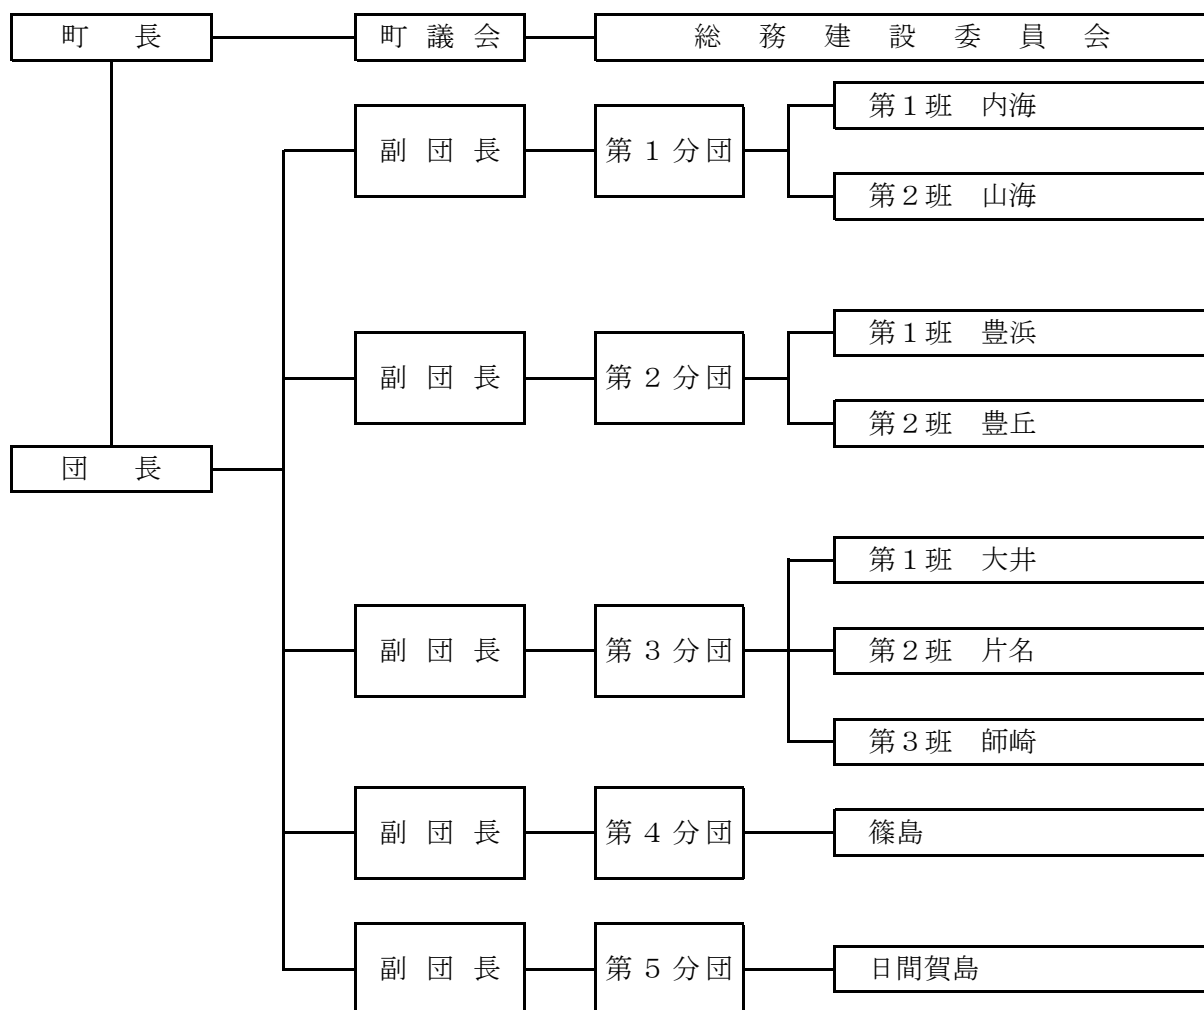 町長 町議会 総務建設委員会
第１班 内海
副団長 第１分団
第２班 山海
第１班 豊浜
副団長 第２分団
第２班 豊丘
団長
第１班 大井
副団長 第３分団 第２班 片名
第３班 師崎
副団長 第４分団 篠島
副団長 第５分団 日間賀島